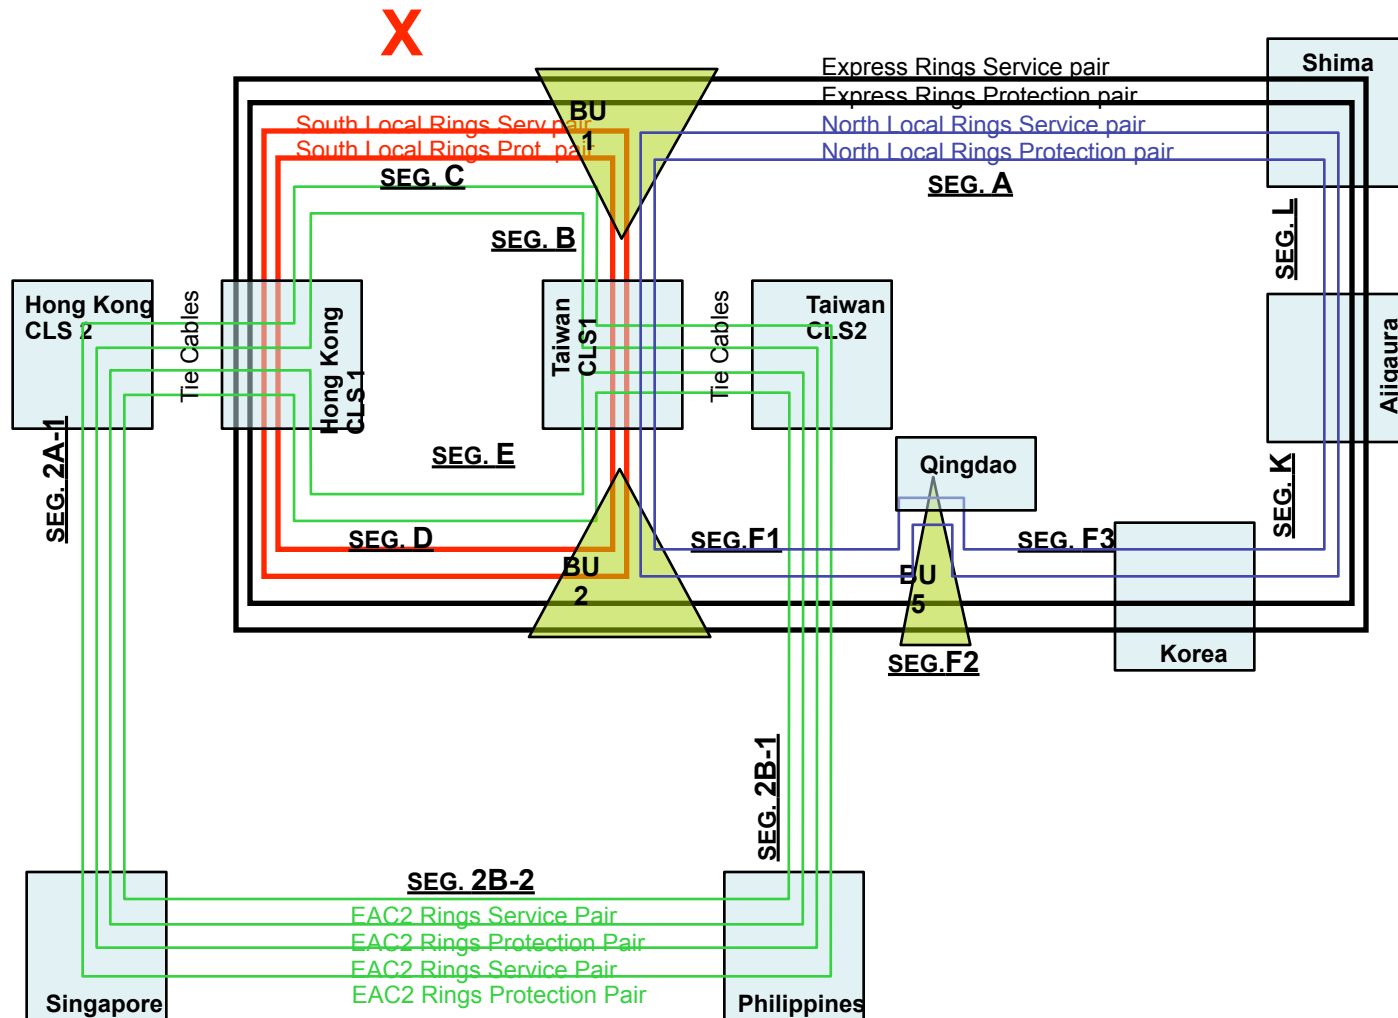 X
Express Rings Service pair
Shima
Express Rings Protection pair
BU
1
South Local Rings Serv.pair
North Local Rings Service pair
South Local Rings Prot. pair
North Local Rings Protection pair
SEG. C
SEG. A
SEG. B
SEG. L
Hong Kong
CLS 2
Tie Cables
Hong Kong
CLS 1
Taiwan
CLS1
Tie Cables
Taiwan
CLS2
Ajigaura
SEG. 2A-1
SEG. E
Qingdao
SEG. K
SEG. D
SEG.F1
SEG. F3
BU
2
BU
5
SEG.F2
Korea
SEG. 2B-1
SEG. 2B-2
EAC2 Rings Service Pair
EAC2 Rings Protection Pair
EAC2 Rings Service Pair
EAC2 Rings Protection Pair
Singapore
Philippines